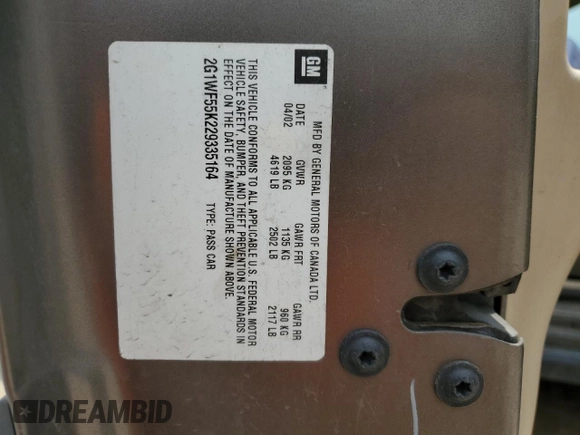 GM
MFD BY GENERAL MOTORS OF CANADA LTD.
DATE GVWR GAWR FRT GAWR RR
04/02 2095 KG 1135 KG 960 KG
4619 LB 2502 LB 2117 LB
THIS VEHICLE CONFORMS TO ALL APPLICABLE U.S. FEDERAL MOTOR
VEHICLE SAFETY, BUMPER, AND THEFT PREVENTION STANDARDS IN
EFFECT ON THE DATE OF MANUFACTURE SHOWN ABOVE.
2G1WF55K229335164 TYPE: PASS CAR
DREAMBID